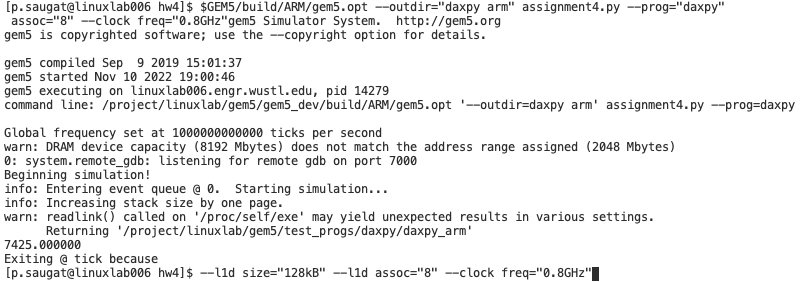 [p.saugat@linuxlab006 hw4]$ $GEM5/build/ARM/gem5.opt --outdir="daxpy arm" assignment4.py --prog="daxpy"
assoc="8" --clock freq="0.8GHz"gem5 Simulator System.  http://gem5.org
gem5 is copyrighted software; use the --copyright option for details.
gem5 compiled Sep  9 2019 15:01:37
gem5 started Nov 10 2022 19:00:46
gem5 executing on linuxlab006.engr.wustl.edu, pid 14279
command line: /project/linuxlab/gem5/gem5_dev/build/ARM/gem5.opt '--outdir=daxpy arm' assignment4.py --prog=daxpy
Global frequency set at 1000000000000 ticks per second
warn: DRAM device capacity (8192 Mbytes) does not match the address range assigned (2048 Mbytes)
0: system.remote_gdb: listening for remote gdb on port 7000
Beginning simulation!
info: Entering event queue @ 0.  Starting simulation...
info: Increasing stack size by one page.
warn: readlink() called on '/proc/self/exe' may yield unexpected results in various settings.
Returning '/project/linuxlab/gem5/test_progs/daxpy/daxpy_arm'
7425.000000
Exiting @ tick because
[p.saugat@linuxlab006 hw4]$ --l1d size="128kB" --l1d assoc="8" --clock freq="0.8GHz"